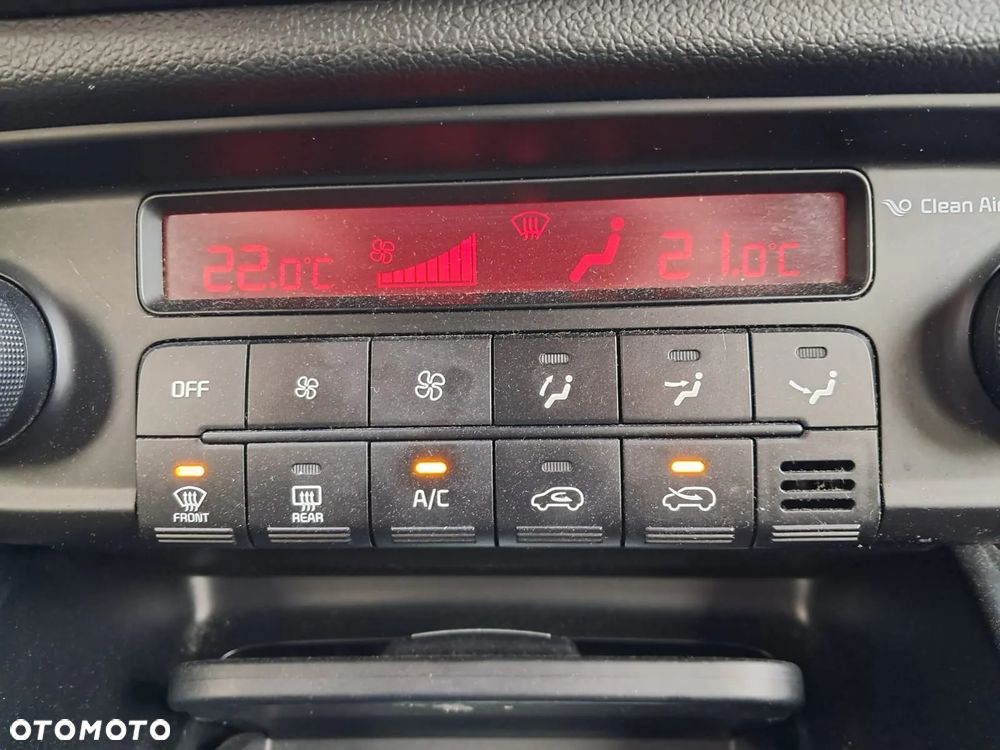 Clean Air
22.0°C 21.0°C
OFF
FRONT REAR A/C
OTOMOTO